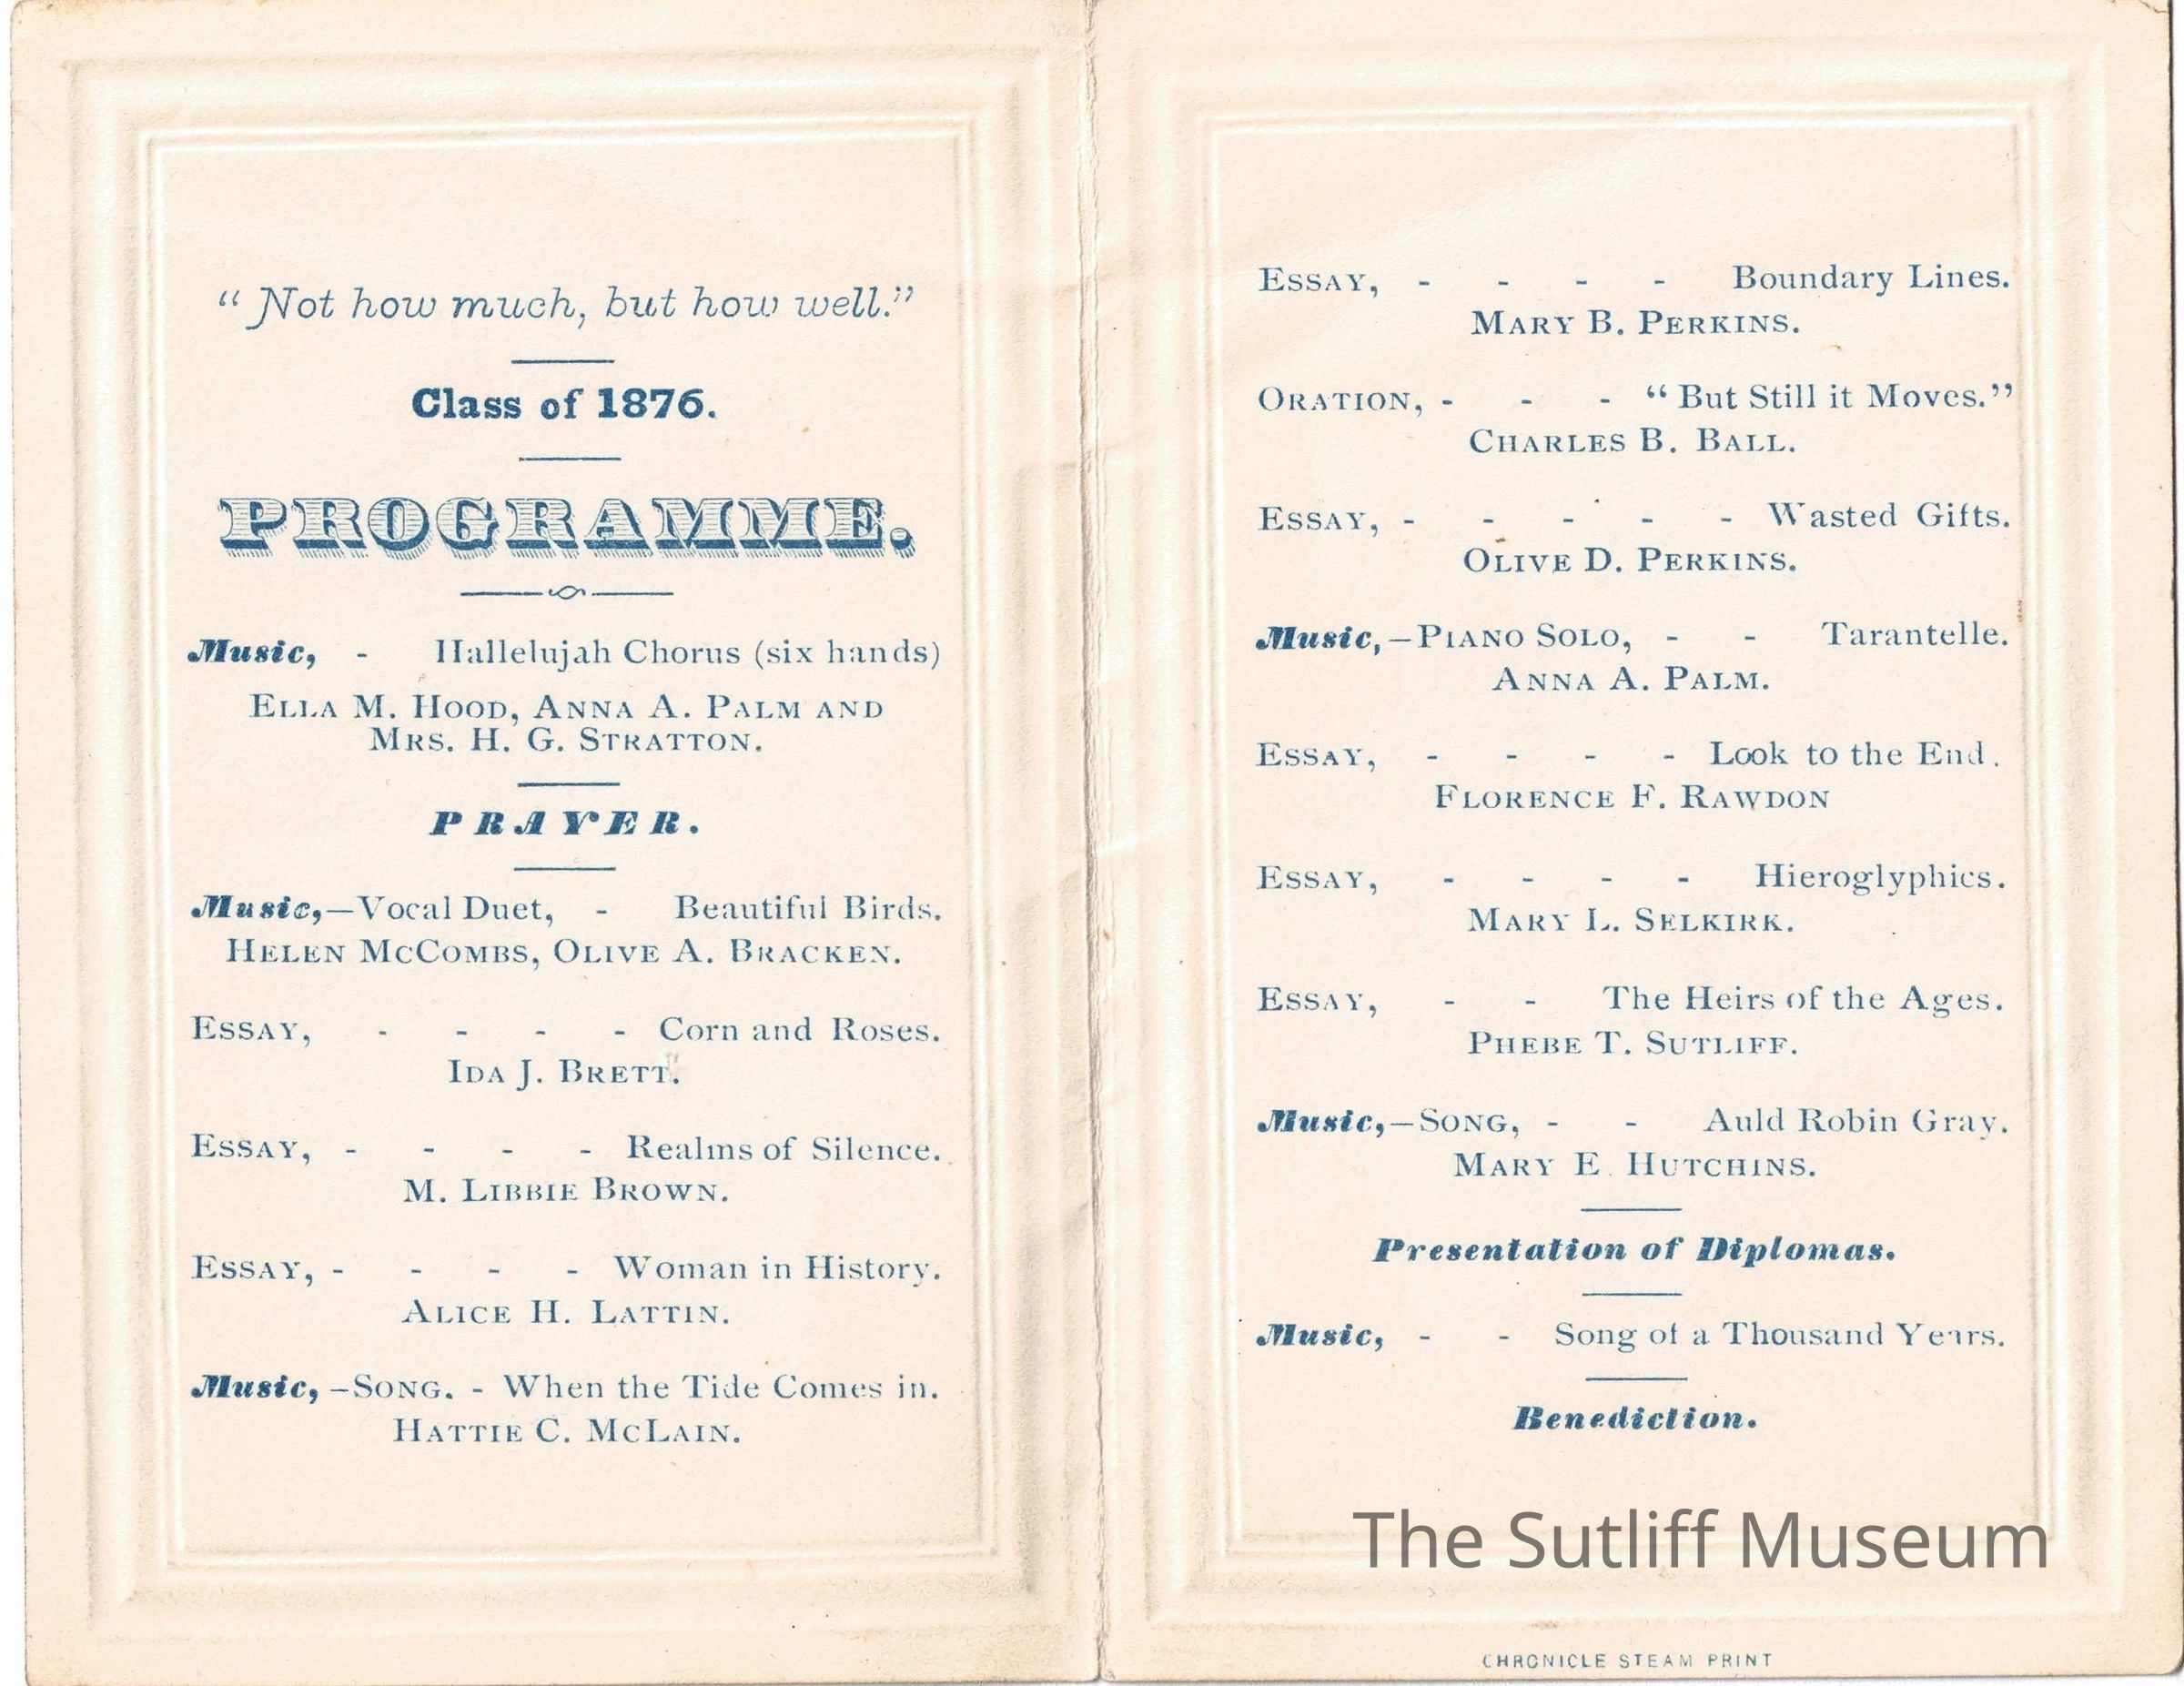 “Not how much, but how well.”
Class of 1876.
PROGRAMME.
Music, - Hallelujah Chorus (six hands)
ELLA M. HOOD, ANNA A. PALM AND
MRS. H. G. STRATTON.
PRAYER.
Music,—Vocal Duet, - Beautiful Birds.
HELEN MCCOMBS, OLIVE A. BRACKEN.
ESSAY, - - - - Corn and Roses.
IDA J. BRETT.
ESSAY, - - - - Realms of Silence.
M. LIBBIE BROWN.
ESSAY, - - - - Woman in History.
ALICE H. LATTIN.
Music, —SONG. - When the Tide Comes in.
HATTIE C. MCLAIN.
ESSAY, - - - - Boundary Lines.
MARY B. PERKINS.
ORATION, - - - “But Still it Moves.”
CHARLES B. BALL.
ESSAY, - - - - - Wasted Gifts.
OLIVE D. PERKINS.
Music,—PIANO SOLO, - - Tarantelle.
ANNA A. PALM.
ESSAY, - - - - Look to the End.
FLORENCE F. RAWDON
ESSAY, - - - - Hieroglyphics.
MARY L. SELKIRK.
ESSAY, - - The Heirs of the Ages.
PHEBE T. SUTLIFF.
Music,—SONG, - - Auld Robin Gray.
MARY E. HUTCHINS.
Presentation of Diplomas.
Music, - - Song of a Thousand Years.
Benediction.
The Sutliff Museum
CHRONICLE STEAM PRINT